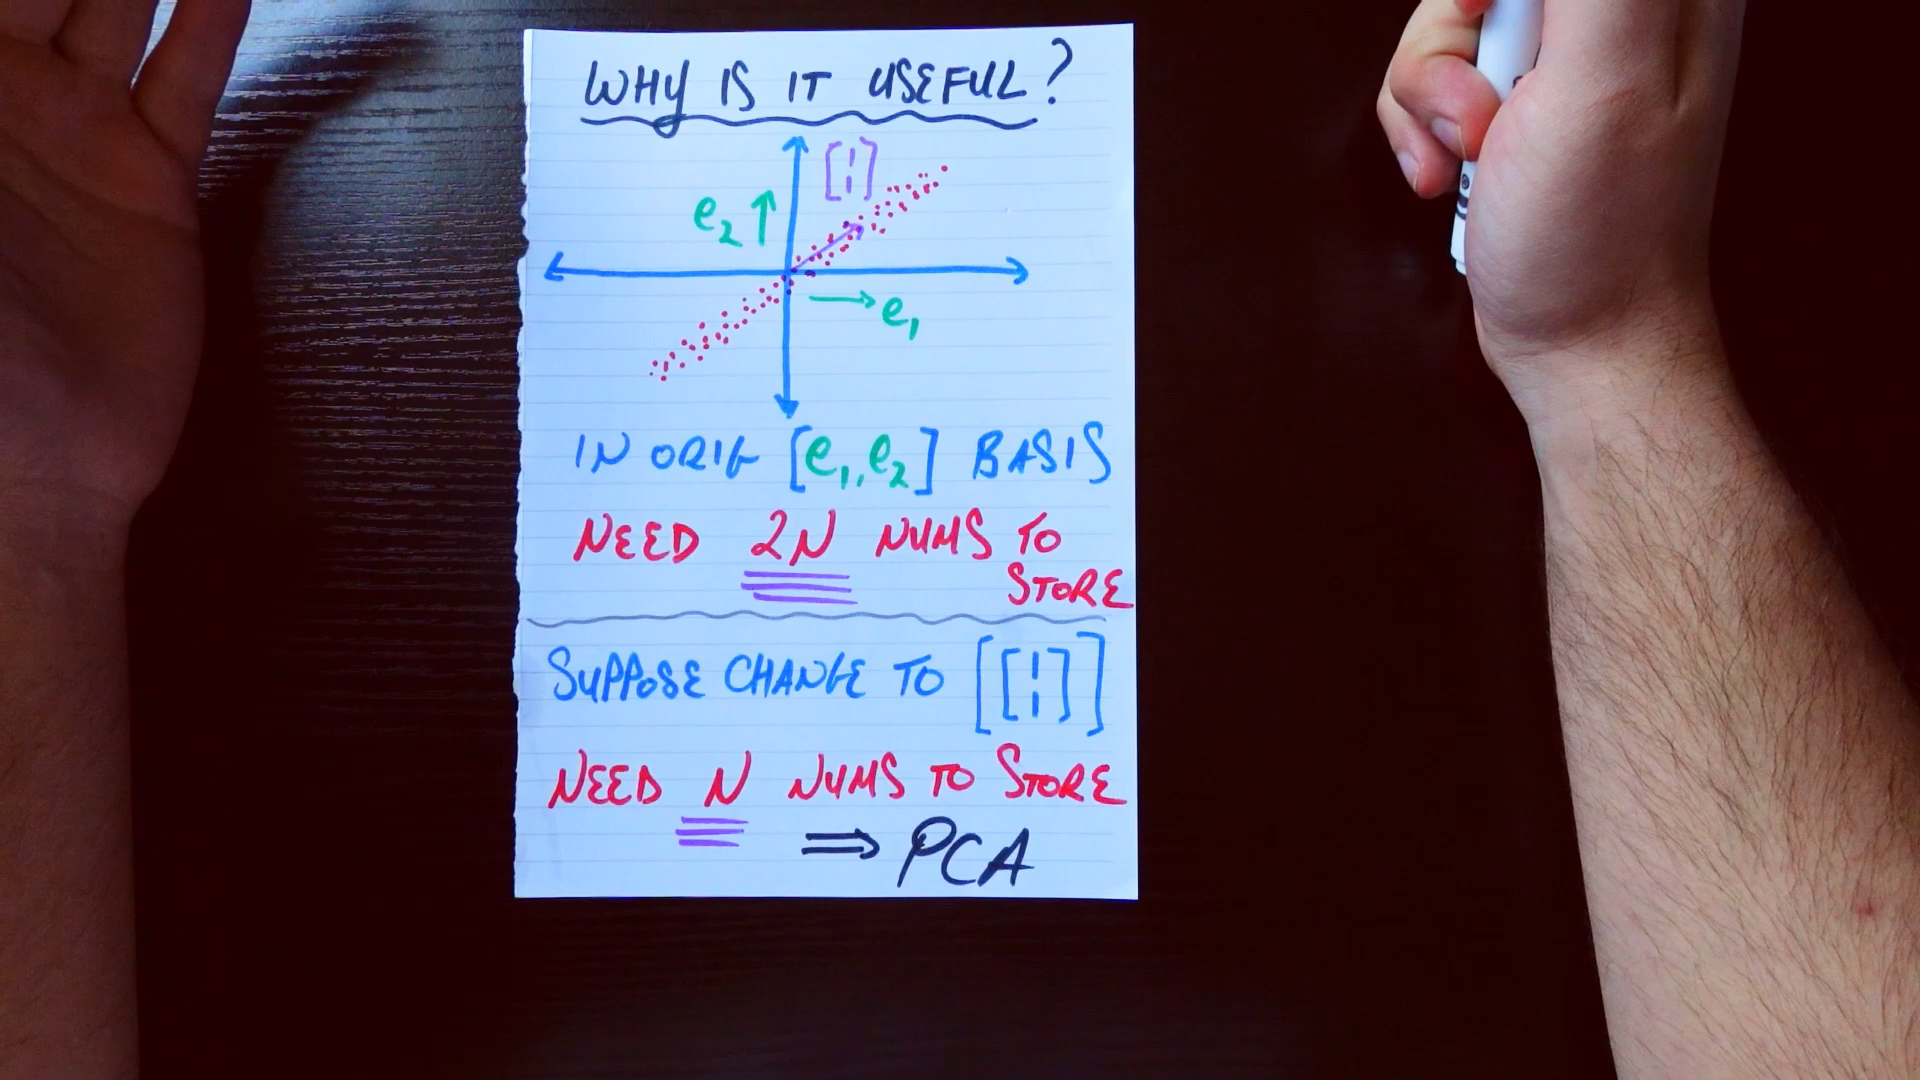 WHY IS IT USEFUL?
[1
1]
e2
e1
IN ORIG [e1, e2] BASIS
NEED 2N NUMS TO
STORE
SUPPOSE CHANGE TO [[1
1]]
NEED N NUMS TO STORE
⇒ PCA